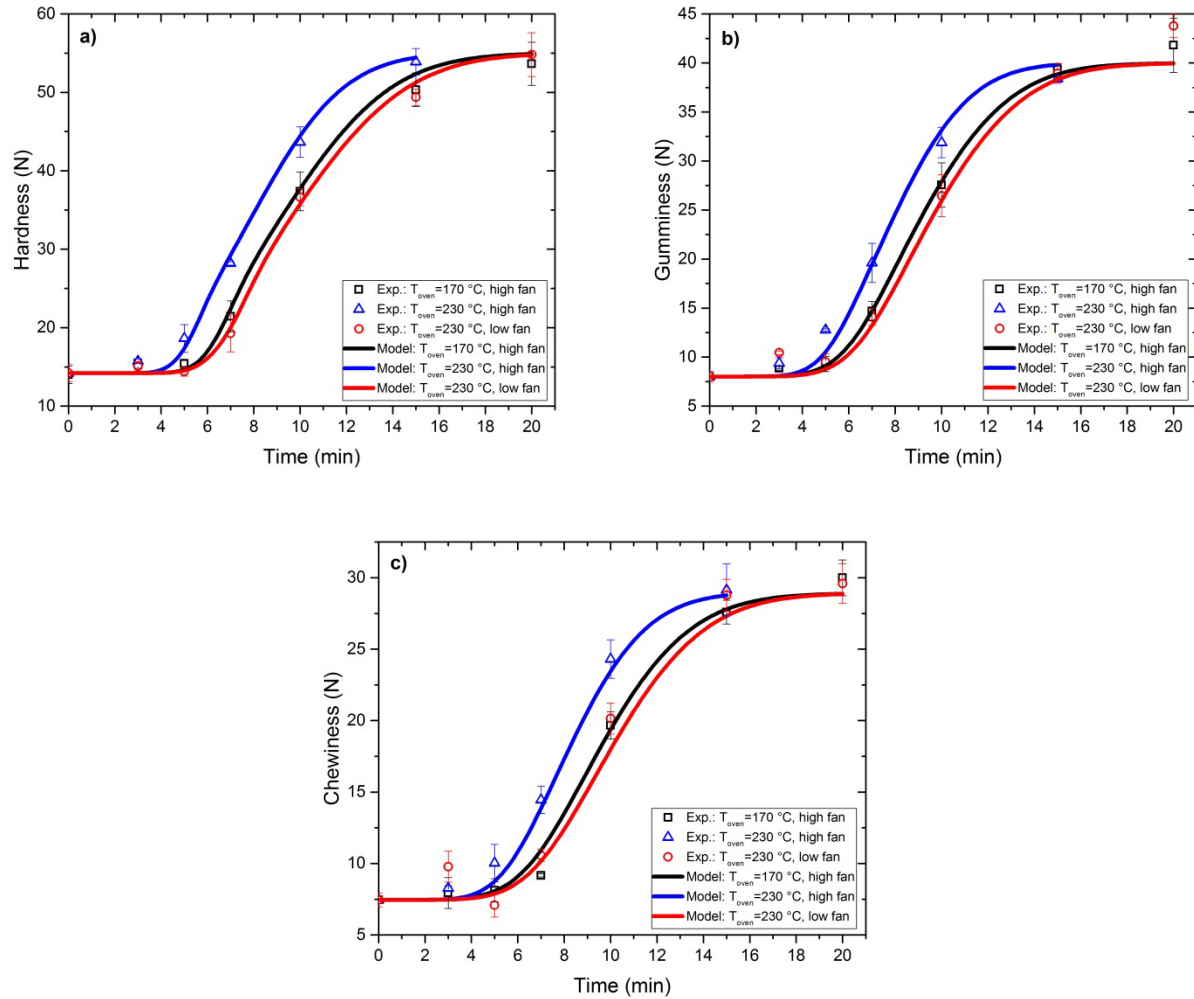 a)
Hardness (N)
60
50
40
30
20
10
Exp.: Toven=170 °C, high fan
Exp.: Toven=230 °C, high fan
Exp.: Toven=230 °C, low fan
Model: Toven=170 °C, high fan
Model: Toven=230 °C, high fan
Model: Toven=230 °C, low fan
0 2 4 6 8 10 12 14 16 18 20
Time (min)
b)
Gumminess (N)
45
40
35
30
25
20
15
10
5
Exp.: Toven=170 °C, high fan
Exp.: Toven=230 °C, high fan
Exp.: Toven=230 °C, low fan
Model: Toven=170 °C, high fan
Model: Toven=230 °C, high fan
Model: Toven=230 °C, low fan
0 2 4 6 8 10 12 14 16 18 20
Time (min)
c)
Chewiness (N)
30
25
20
15
10
5
Exp.: Toven=170 °C, high fan
Exp.: Toven=230 °C, high fan
Exp.: Toven=230 °C, low fan
Model: Toven=170 °C, high fan
Model: Toven=230 °C, high fan
Model: Toven=230 °C, low fan
0 2 4 6 8 10 12 14 16 18 20
Time (min)